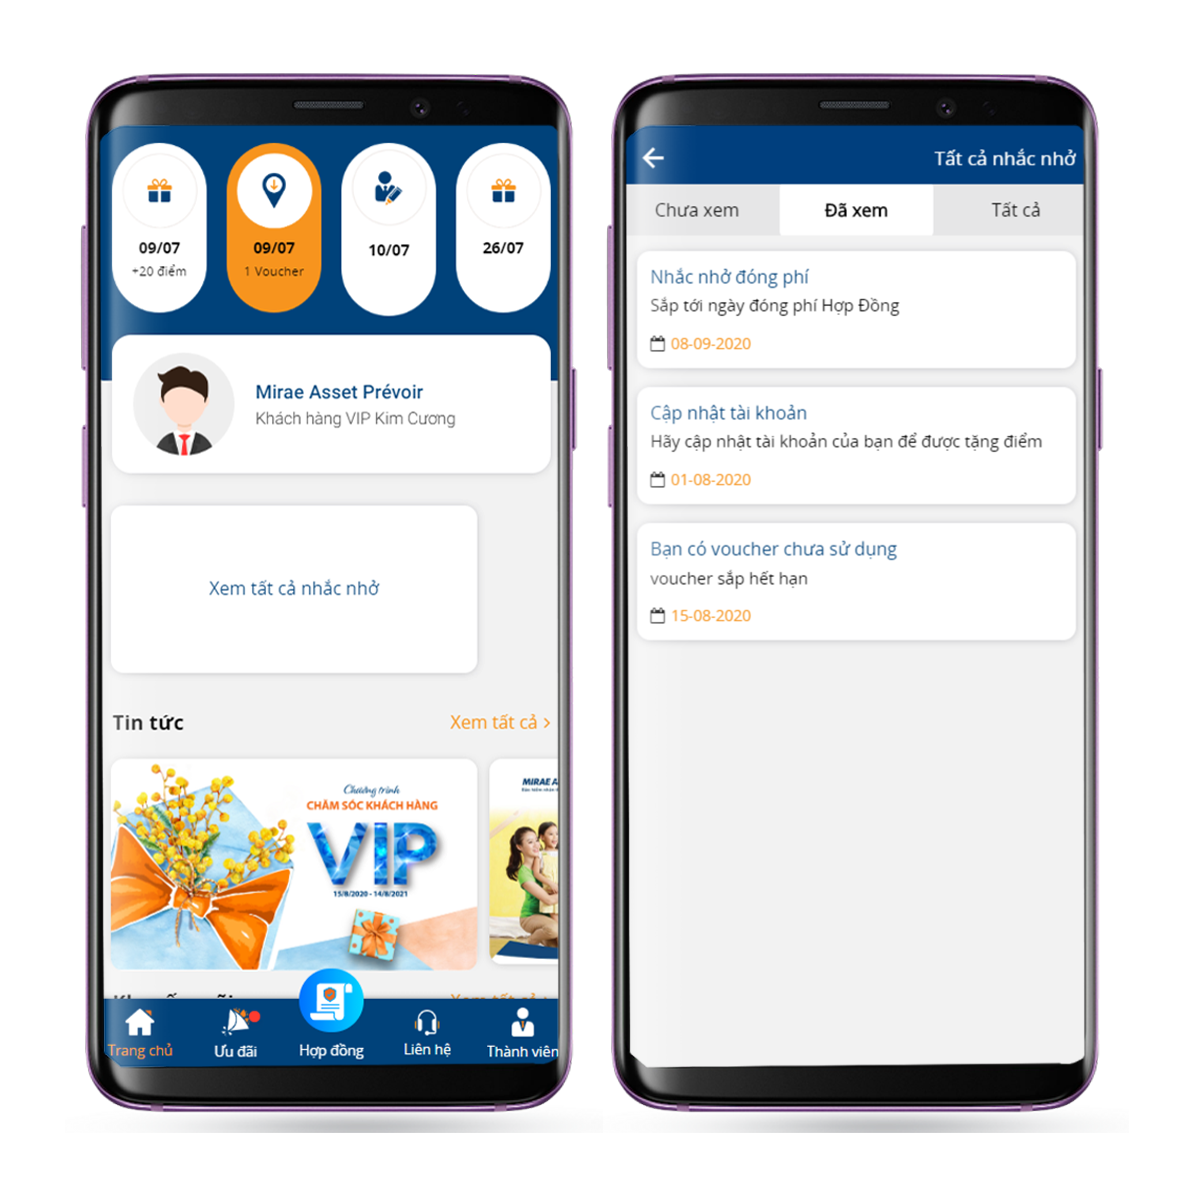 09/07
+20 điểm
09/07
1 Voucher
10/07
26/07
Mirae Asset Prévoir
Khách hàng VIP Kim Cương
Xem tất cả nhắc nhở
Tin tức
Xem tất cả >
Chương trình
CHĂM SÓC KHÁCH HÀNG
VIP
15/8/2020 - 14/8/2021
MIRAE A
Xem tất cả
Trang chủ
Ưu đãi
Hợp đồng
Liên hệ
Thành viên
Tất cả nhắc nhở
Chưa xem
Đã xem
Tất cả
Nhắc nhở đóng phí
Sắp tới ngày đóng phí Hợp Đồng
08-09-2020
Cập nhật tài khoản
Hãy cập nhật tài khoản của bạn để được tặng điểm
01-08-2020
Bạn có voucher chưa sử dụng
voucher sắp hết hạn
15-08-2020